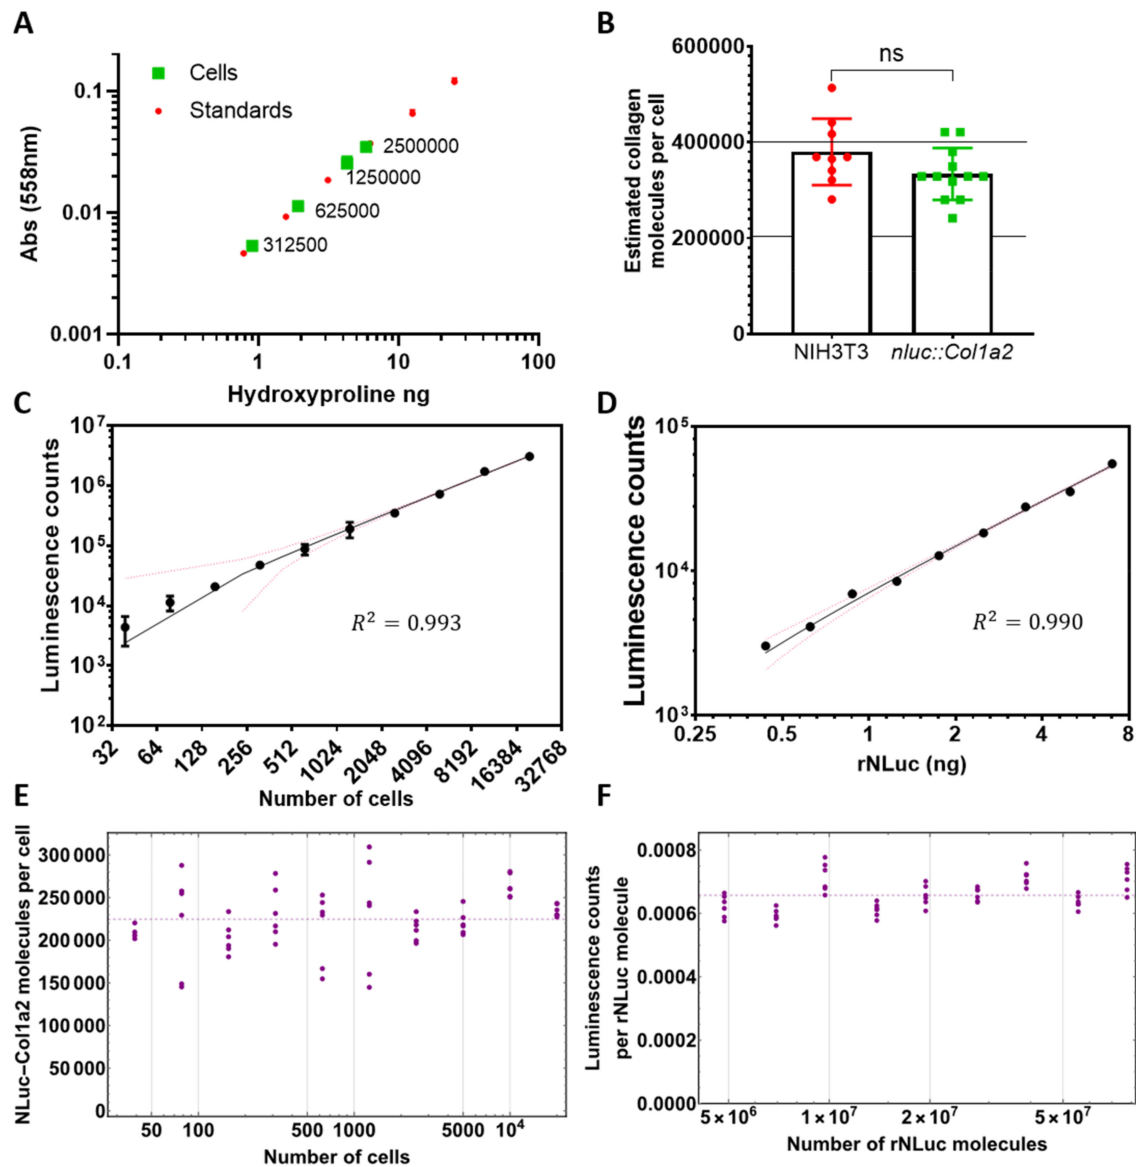 A
Abs (558nm)
0.1
0.01
0.001
Cells
Standards
2500000
1250000
625000
312500
0.1 1 10 100
Hydroxyproline ng
B
Estimated collagen
molecules per cell
600000
400000
200000
0
ns
NIH3T3 nluc::Col1a2
C
Luminescence counts
10^7
10^6
10^5
10^4
10^3
10^2
R² = 0.993
32 64 128 256 512 1024 2048 4096 8192 16384 32768
Number of cells
D
Luminescence counts
10^5
10^4
10^3
R² = 0.990
0.25 0.5 1 2 4 8
rNLuc (ng)
E
NLuc–Col1a2 molecules per cell
300 000
250 000
200 000
150 000
100 000
50 000
0
50 100 500 1000 5000 10^4
Number of cells
F
Luminescence counts
per rNLuc molecule
0.0008
0.0006
0.0004
0.0002
0.0000
5×10^6 1×10^7 2×10^7 5×10^7
Number of rNLuc molecules